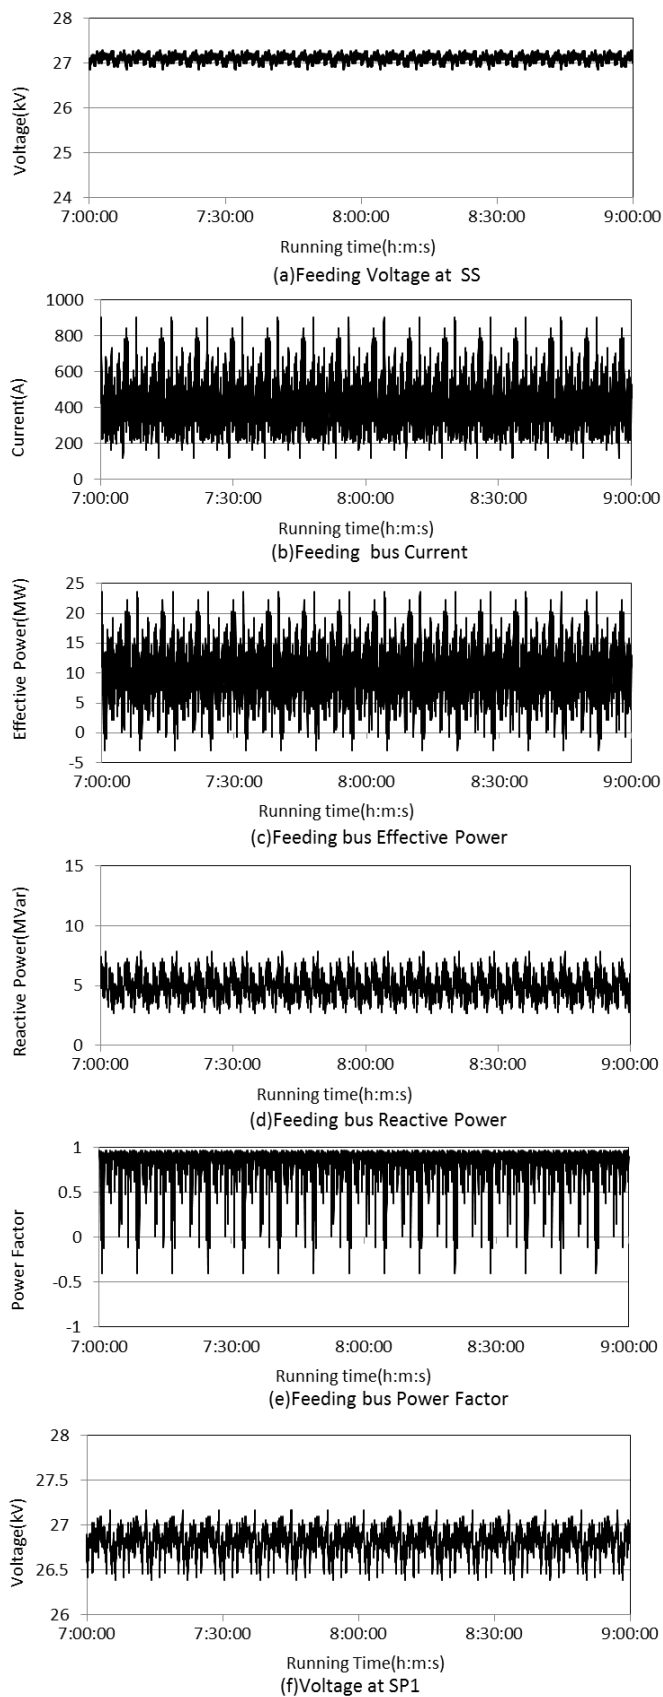 28
27
26
25
24
Voltage(kV)
7:00:00 7:30:00 8:00:00 8:30:00 9:00:00
Running time(h:m:s)
(a)Feeding Voltage at SS
1000
800
600
400
200
0
Current(A)
7:00:00 7:30:00 8:00:00 8:30:00 9:00:00
Running time(h:m:s)
(b)Feeding bus Current
25
20
15
10
5
0
-5
Effective Power(MW)
7:00:00 7:30:00 8:00:00 8:30:00 9:00:00
Running time(h:m:s)
(c)Feeding bus Effective Power
15
10
5
0
Reactive Power(MVar)
7:00:00 7:30:00 8:00:00 8:30:00 9:00:00
Running time(h:m:s)
(d)Feeding bus Reactive Power
1
0.5
0
-0.5
-1
Power Factor
7:00:00 7:30:00 8:00:00 8:30:00 9:00:00
Running time(h:m:s)
(e)Feeding bus Power Factor
28
27.5
27
26.5
26
Voltage(kV)
7:00:00 7:30:00 8:00:00 8:30:00 9:00:00
Running Time(h:m:s)
(f)Voltage at SP1